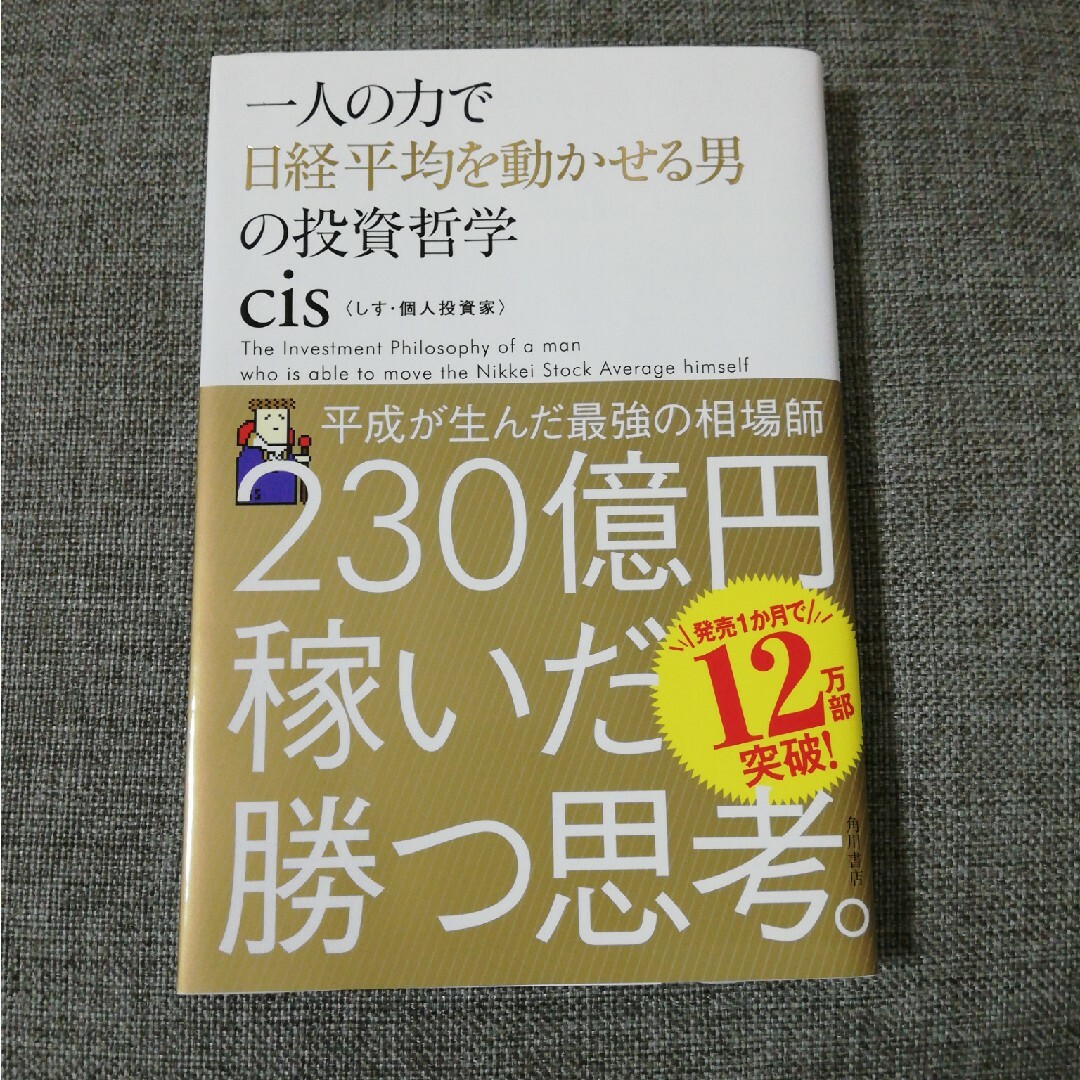 一人の力で
日経平均を動かせる男
の投資哲学
cis〈しす・個人投資家〉
The Investment Philosophy of a man
who is able to move the Nikkei Stock Average himself
平成が生んだ最強の相場師
230億円
稼いだ
勝つ思考。
発売1か月で
12万部
突破!
角川書店